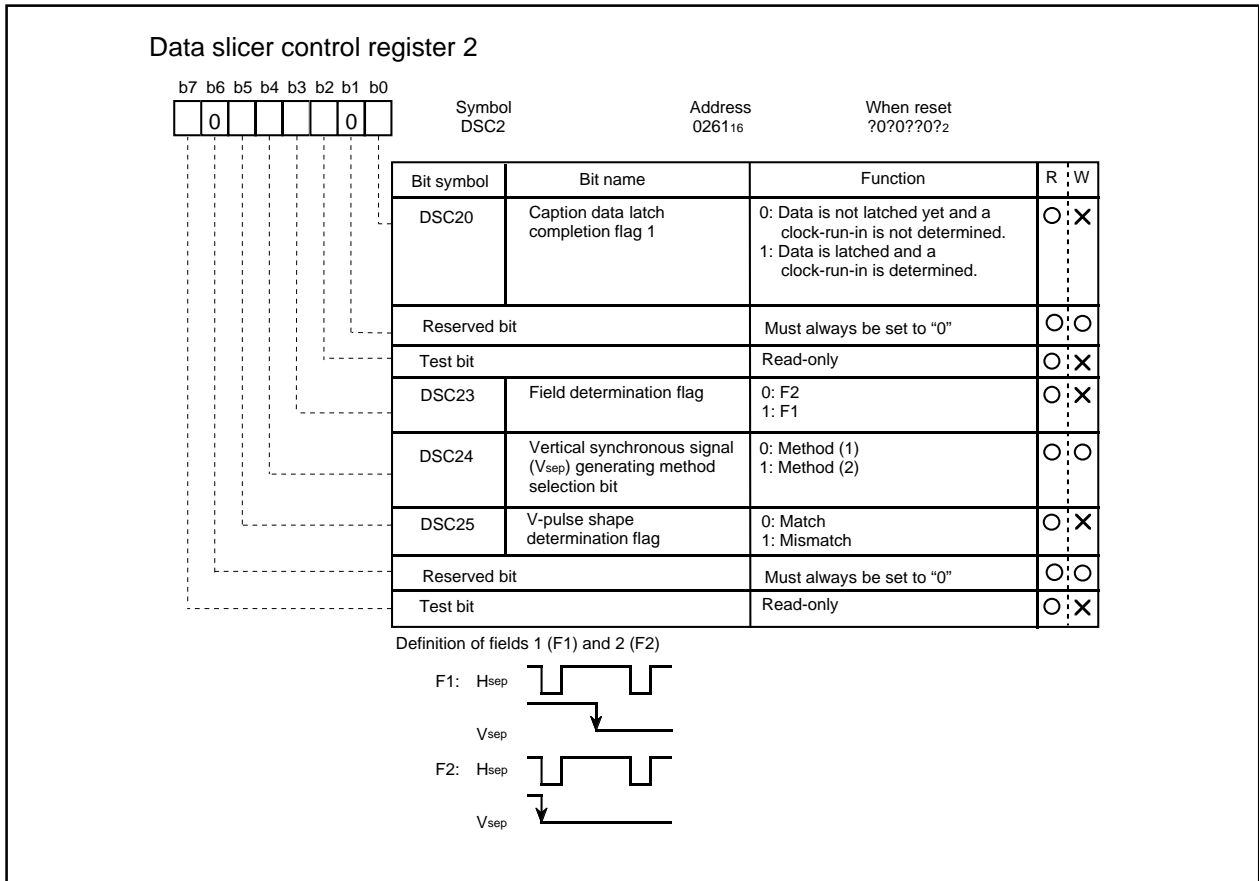 Data slicer control register 2
b7 b6 b5 b4 b3 b2 b1 b0
0 0
Symbol Address When reset
DSC2 026116 ?0?0??0?2
Bit symbol Bit name Function R W
DSC20 Caption data latch completion flag 1 0: Data is not latched yet and a
clock-run-in is not determined.
1: Data is latched and a
clock-run-in is determined.
Reserved bit Must always be set to “0”
Test bit Read-only
DSC23 Field determination flag 0: F2
1: F1
DSC24 Vertical synchronous signal
(Vsep) generating method
selection bit
0: Method (1)
1: Method (2)
DSC25 V-pulse shape
determination flag
0: Match
1: Mismatch
Reserved bit Must always be set to “0”
Test bit Read-only
Definition of fields 1 (F1) and 2 (F2)
F1: Hsep
Vsep
F2: Hsep
Vsep